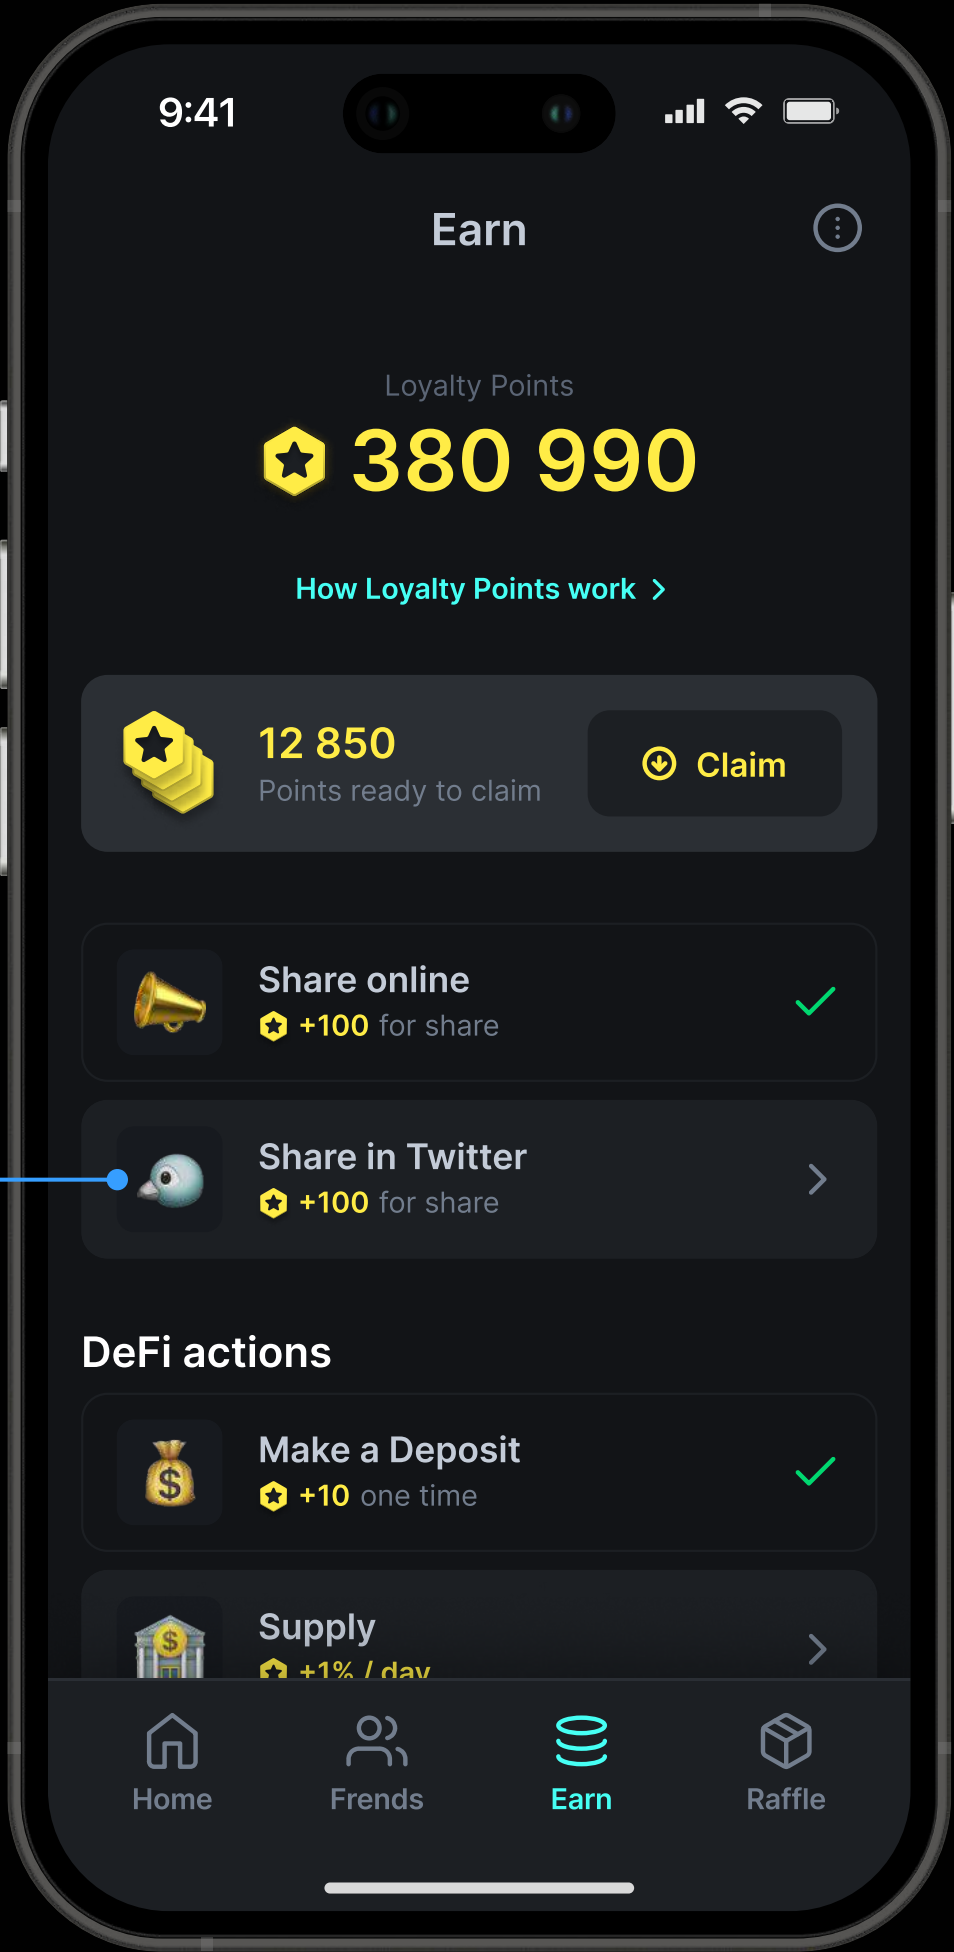 9:41
Earn
Loyalty Points
380 990
How Loyalty Points work
12 850
Points ready to claim
Claim
Share online
+100 for share
Share in Twitter
+100 for share
DeFi actions
Make a Deposit
$
+10 one time
$
Supply
+1% / day
Home
Frends
Earn
Raffle